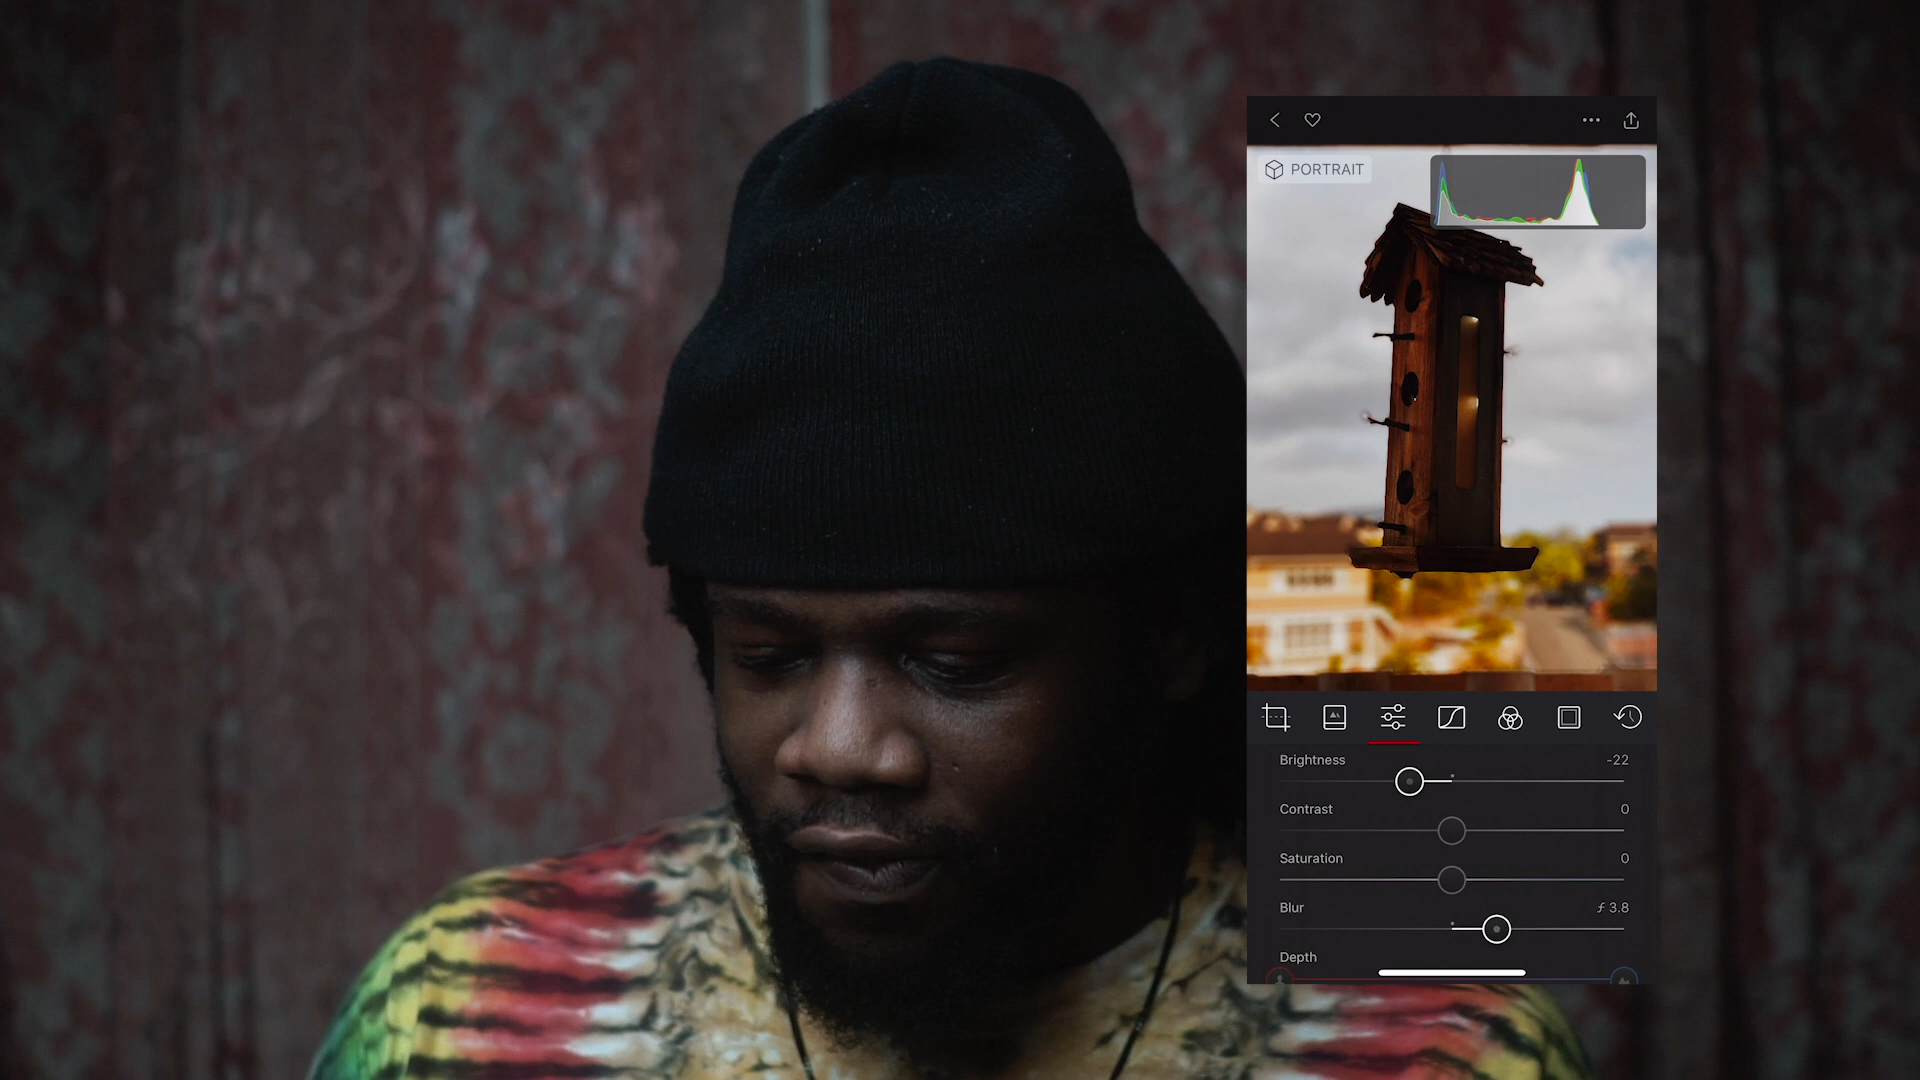 PORTRAIT
Brightness -22
Contrast 0
Saturation 0
Blur ƒ 3.8
Depth